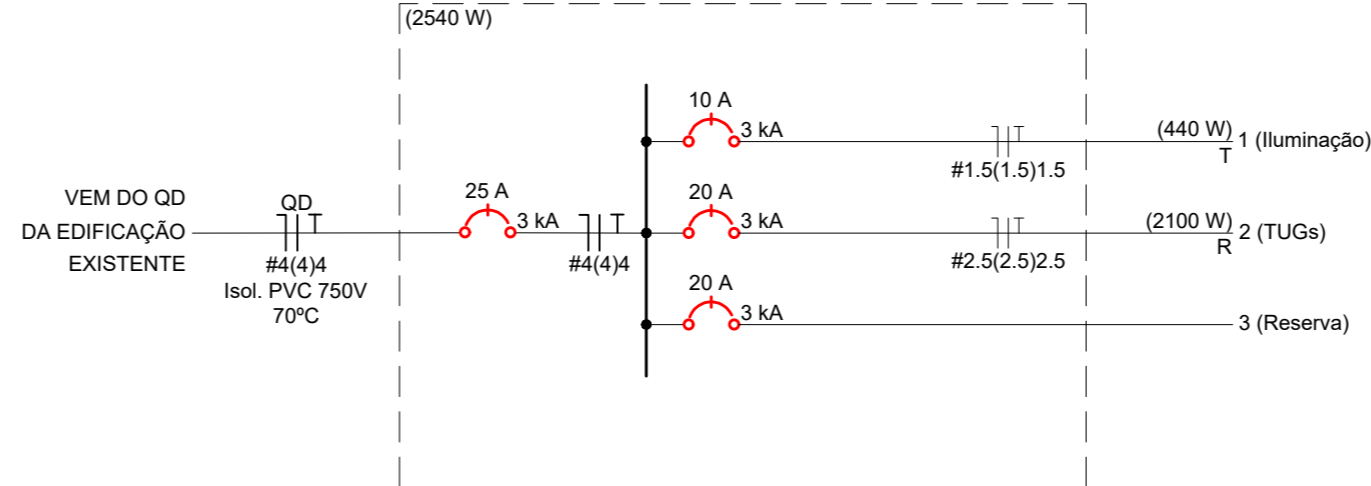 (2540 W)
VEM DO QD
DA EDIFICAÇÃO
EXISTENTE
QD
T
#4(4)4
Isol. PVC 750V
70ºC
25 A
3 kA
T
#4(4)4
10 A
3 kA
T
#1.5(1.5)1.5
(440 W)
T
1 (Iluminação)
20 A
3 kA
T
#2.5(2.5)2.5
(2100 W)
R
2 (TUGs)
20 A
3 kA
3 (Reserva)